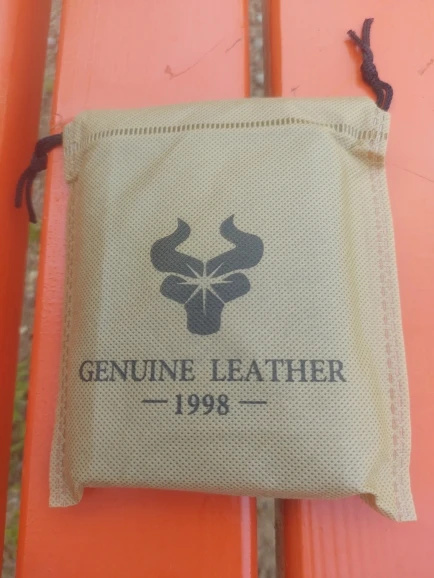 GENUINE LEATHER
— 1998 —